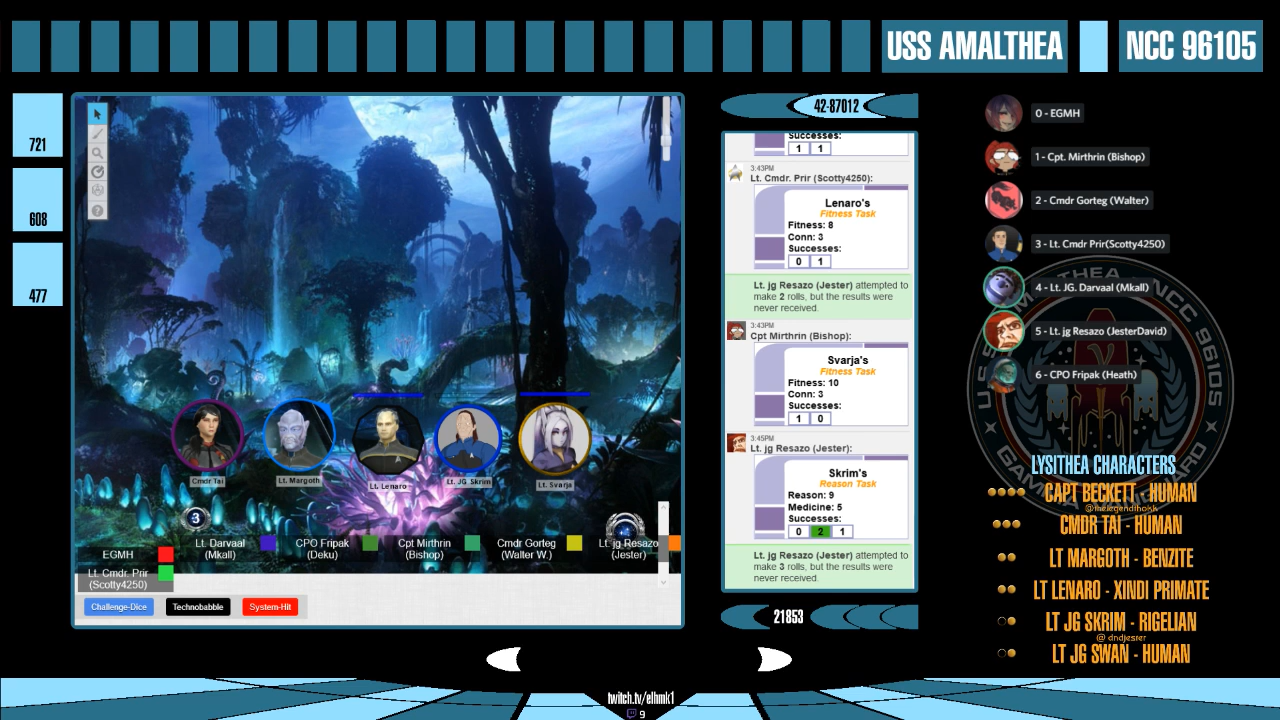 USS AMALTHEA
NCC 96105
721
608
477
42-87012
Successes:
1 1
3:43PM
Lt. Cmdr. Prir (Scotty4250):
Lenaro's
Fitness Task
Fitness: 8
Conn: 3
Successes:
0 1
Lt. jg Resazo (Jester) attempted to
make 2 rolls, but the results were
never received.
3:43PM
Cpt Mirthrin (Bishop):
Svarja's
Fitness Task
Fitness: 10
Conn: 3
Successes:
1 0
3:45PM
Lt. jg Resazo (Jester):
Skrim's
Reason Task
Reason: 9
Medicine: 5
Successes:
0 2 1
Lt. jg Resazo (Jester) attempted to
make 3 rolls, but the results were
never received.
21853
Cmdr Tai
Lt. Margoth
Lt. Lenaro
Lt. JG Skrim
Lt. Svarja
3
EGMH
Lt. Darvaal
(Mkall)
CPO Fripak
(Deku)
Cpt Mirthrin
(Bishop)
Cmdr Gorteg
(Walter W.)
Lt. jg Resazo
(Jester)
Lt. Cmdr. Prir
(Scotty4250)
Challenge-Dice
Technobabble
System-Hit
0 - EGMH
1 - Cpt. Mirthrin (Bishop)
2 - Cmdr Gorteg (Walter)
3 - Lt. Cmdr Prir(Scotty4250)
4 - Lt. JG. Darvaal (Mkall)
5 - Lt. jg Resazo (JesterDavid)
6 - CPO Fripak (Heath)
NCC 96105
LYSITHEA CHARACTERS
CAPT BECKETT - HUMAN
CMDR TAI - HUMAN
LT MARGOTH - BENZITE
LT LENARO - XINDI PRIMATE
LT JG SKRIM - RIGELIAN
@ dndjester
LT JG SWAN - HUMAN
twitch.tv/elhmk1
9